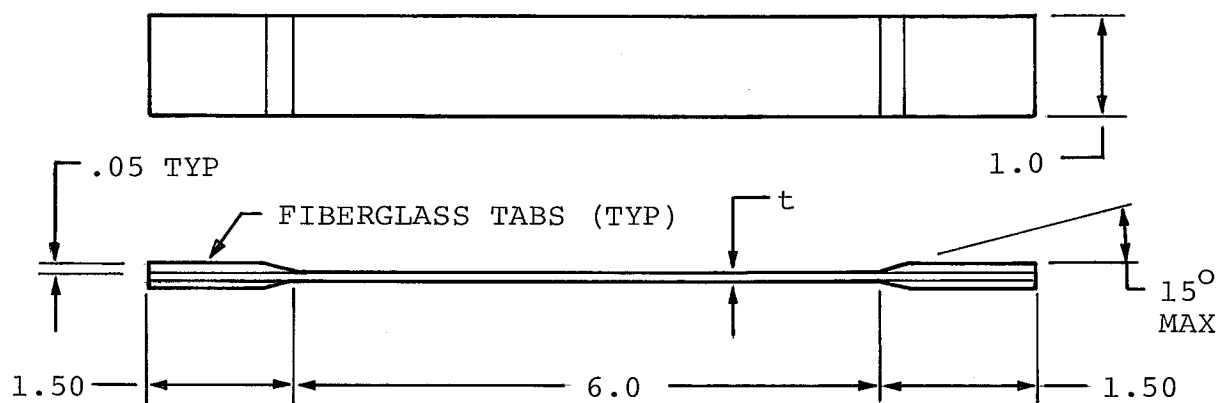 .05 TYP
1.0
FIBERGLASS TABS (TYP)
t
15°
MAX
1.50
6.0
1.50